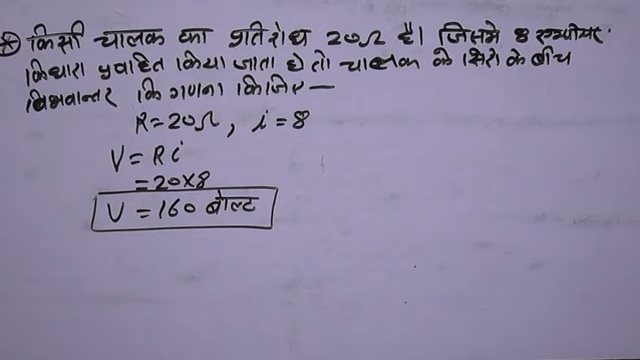 * किसी चालक का प्रतिरोध 20Ω है। जिसमे 8 एम्पीयर
किधारा प्रवाहित किया जाता है तो चालक के सिरो के बीच
विभवान्तर कि गणना किजिए —
R = 20Ω, i = 8
V = Ri
= 20×8
V = 160 वोल्ट